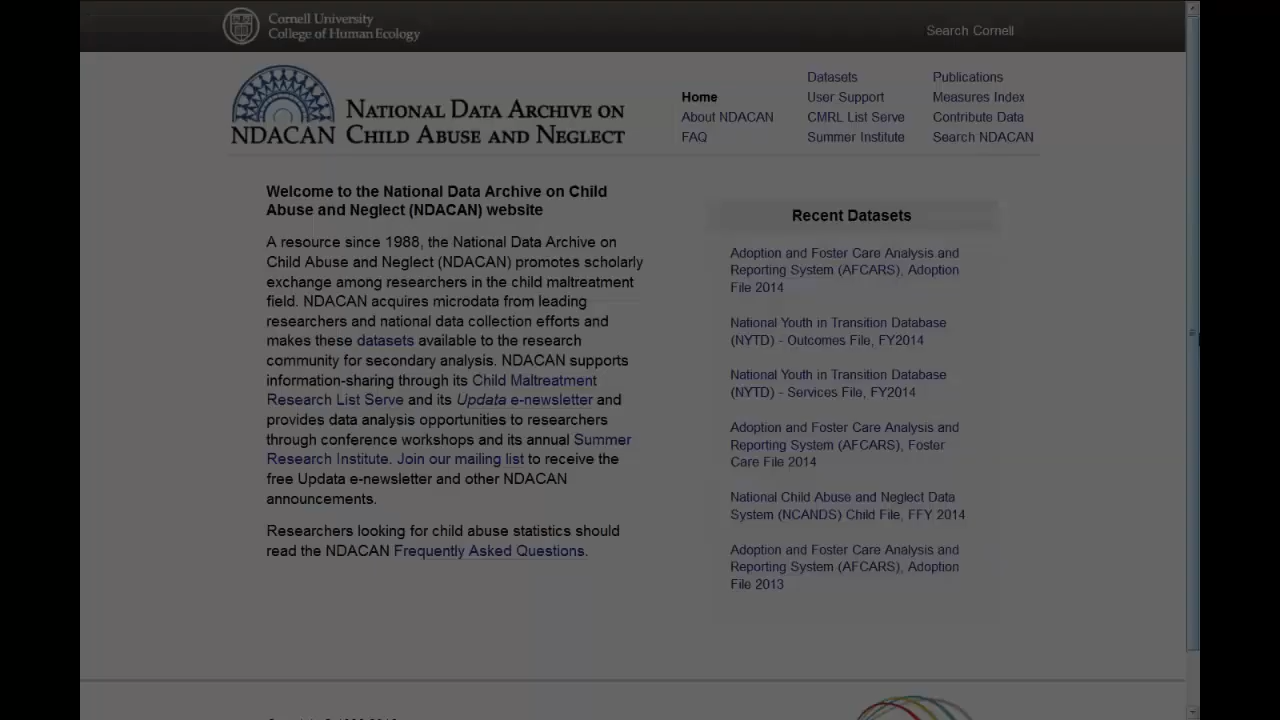 Cornell University
College of Human Ecology
Search Cornell
NDACAN
National Data Archive on
Child Abuse and Neglect
Home
About NDACAN
FAQ
Datasets
User Support
CMRL List Serve
Summer Institute
Publications
Measures Index
Contribute Data
Search NDACAN
Welcome to the National Data Archive on Child
Abuse and Neglect (NDACAN) website
A resource since 1988, the National Data Archive on
Child Abuse and Neglect (NDACAN) promotes scholarly
exchange among researchers in the child maltreatment
field. NDACAN acquires microdata from leading
researchers and national data collection efforts and
makes these datasets available to the research
community for secondary analysis. NDACAN supports
information-sharing through its Child Maltreatment
Research List Serve and its Updata e-newsletter and
provides data analysis opportunities to researchers
through conference workshops and its annual Summer
Research Institute. Join our mailing list to receive the
free Updata e-newsletter and other NDACAN
announcements.
Researchers looking for child abuse statistics should
read the NDACAN Frequently Asked Questions.
Recent Datasets
Adoption and Foster Care Analysis and
Reporting System (AFCARS), Adoption
File 2014
National Youth in Transition Database
(NYTD) - Outcomes File, FY2014
National Youth in Transition Database
(NYTD) - Services File, FY2014
Adoption and Foster Care Analysis and
Reporting System (AFCARS), Foster
Care File 2014
National Child Abuse and Neglect Data
System (NCANDS) Child File, FFY 2014
Adoption and Foster Care Analysis and
Reporting System (AFCARS), Adoption
File 2013